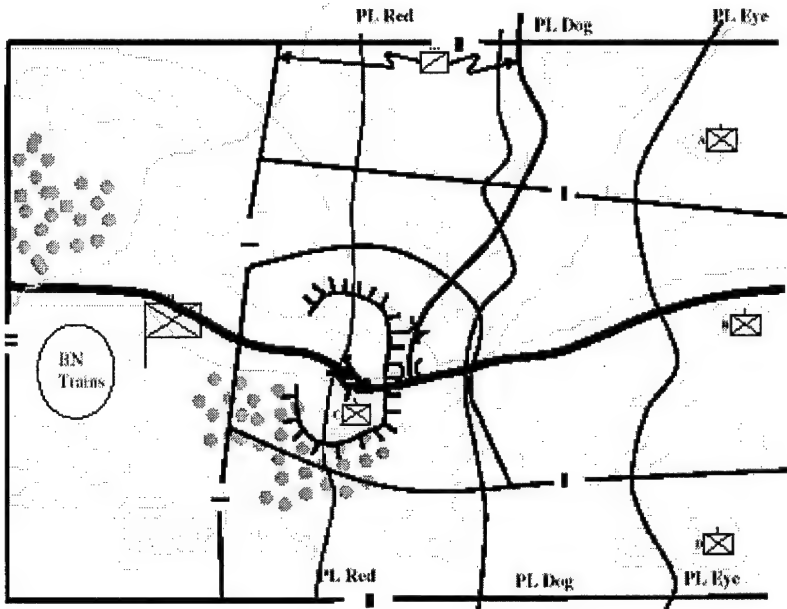 PL Red
PL Dog
PL Eye
A
B
BN
Trains
C
D
PL Red
PL Dog
PL Eye